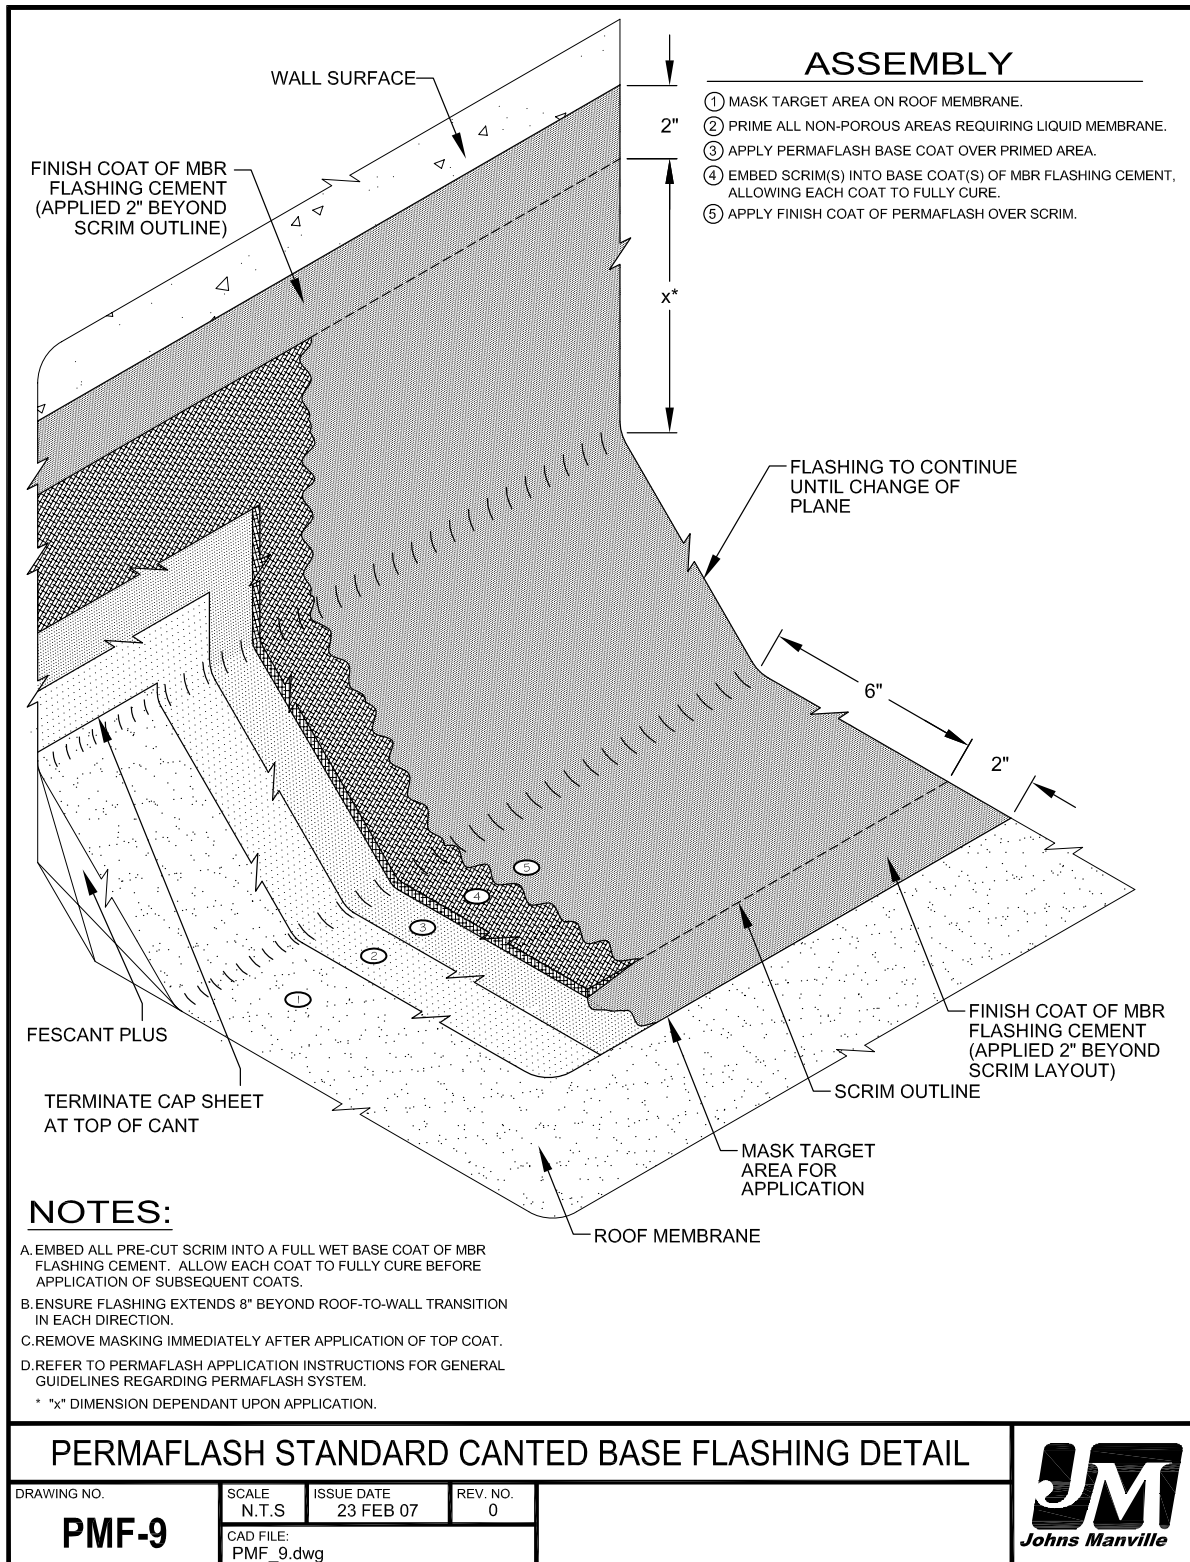 ASSEMBLY
① MASK TARGET AREA ON ROOF MEMBRANE.
② PRIME ALL NON-POROUS AREAS REQUIRING LIQUID MEMBRANE.
③ APPLY PERMAFLASH BASE COAT OVER PRIMED AREA.
④ EMBED SCRIM(S) INTO BASE COAT(S) OF MBR FLASHING CEMENT,
ALLOWING EACH COAT TO FULLY CURE.
⑤ APPLY FINISH COAT OF PERMAFLASH OVER SCRIM.
WALL SURFACE
2"
FINISH COAT OF MBR
FLASHING CEMENT
(APPLIED 2" BEYOND
SCRIM OUTLINE)
x*
FLASHING TO CONTINUE
UNTIL CHANGE OF
PLANE
6"
2"
5
4
3
2
1
FESCANT PLUS
TERMINATE CAP SHEET
AT TOP OF CANT
FINISH COAT OF MBR
FLASHING CEMENT
(APPLIED 2" BEYOND
SCRIM LAYOUT)
SCRIM OUTLINE
MASK TARGET
AREA FOR
APPLICATION
ROOF MEMBRANE
NOTES:
A. EMBED ALL PRE-CUT SCRIM INTO A FULL WET BASE COAT OF MBR
FLASHING CEMENT. ALLOW EACH COAT TO FULLY CURE BEFORE
APPLICATION OF SUBSEQUENT COATS.
B. ENSURE FLASHING EXTENDS 8" BEYOND ROOF-TO-WALL TRANSITION
IN EACH DIRECTION.
C. REMOVE MASKING IMMEDIATELY AFTER APPLICATION OF TOP COAT.
D. REFER TO PERMAFLASH APPLICATION INSTRUCTIONS FOR GENERAL
GUIDELINES REGARDING PERMAFLASH SYSTEM.
* "x" DIMENSION DEPENDANT UPON APPLICATION.
PERMAFLASH STANDARD CANTED BASE FLASHING DETAIL
DRAWING NO.
PMF-9
SCALE
N.T.S
ISSUE DATE
23 FEB 07
REV. NO.
0
CAD FILE:
PMF_9.dwg
JM
Johns Manville